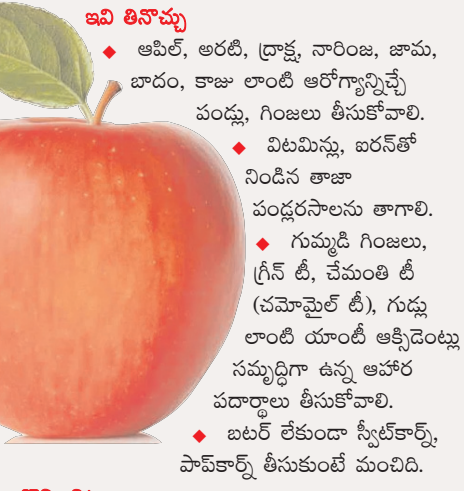 ఇవి తినొచ్చు
◆ ఆపిల్, అరటి, ద్రాక్ష, నారింజ, జామ,
బాదం, కాజు లాంటి ఆరోగ్యాన్నిచ్చే
పండ్లు, గింజలు తీసుకోవాలి.
◆ విటమిన్లు, ఐరన్‌తో
నిండిన తాజా
పండ్లరసాలను తాగాలి.
◆ గుమ్మడి గింజలు,
గ్రీన్ టీ, చేమంతి టీ
(చమోమైల్ టీ), గుడ్లు
లాంటి యాంటీ ఆక్సిడెంట్లు
సమృద్ధిగా ఉన్న ఆహార
పదార్థాలు తీసుకోవాలి.
◆ బటర్ లేకుండా స్వీట్‌కార్న్,
పాప్‌కార్న్ తీసుకుంటే మంచిది.